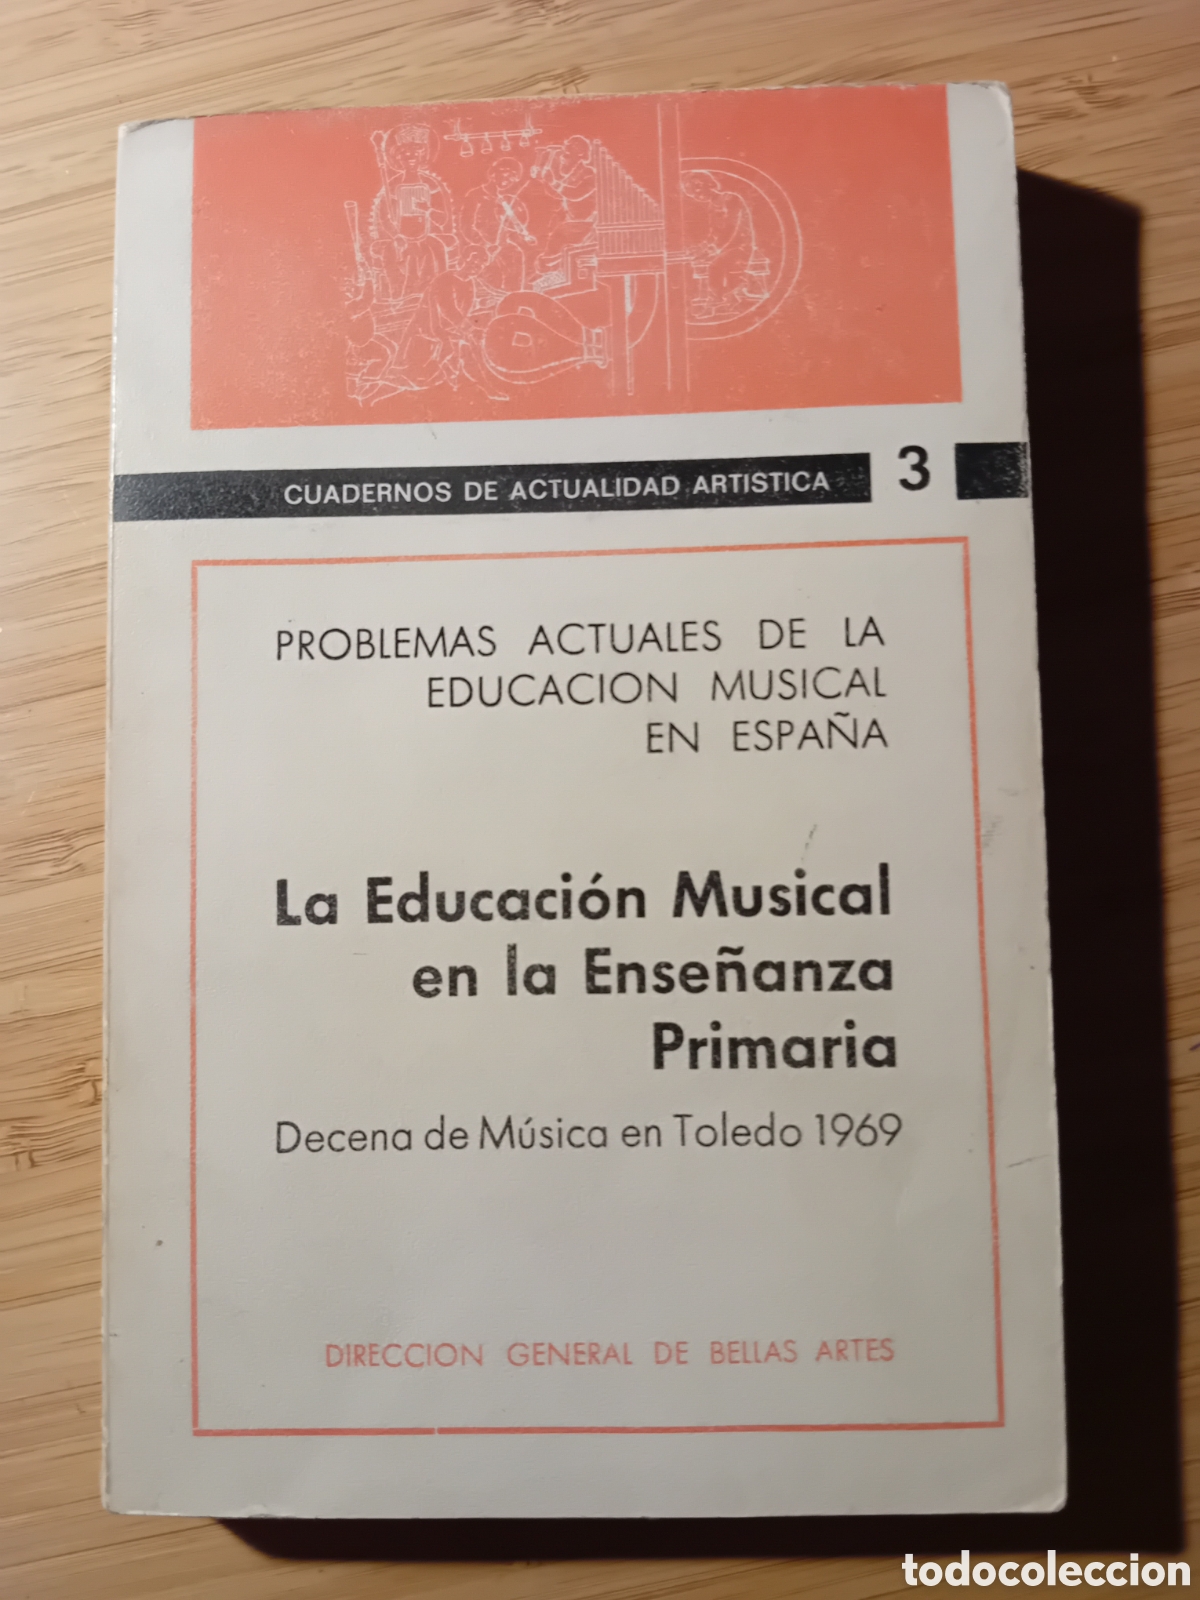 CUADERNOS DE ACTUALIDAD ARTISTICA 3
PROBLEMAS ACTUALES DE LA
EDUCACION MUSICAL
EN ESPAÑA
La Educación Musical
en la Enseñanza
Primaria
Decena de Música en Toledo 1969
DIRECCION GENERAL DE BELLAS ARTES
todocoleccion